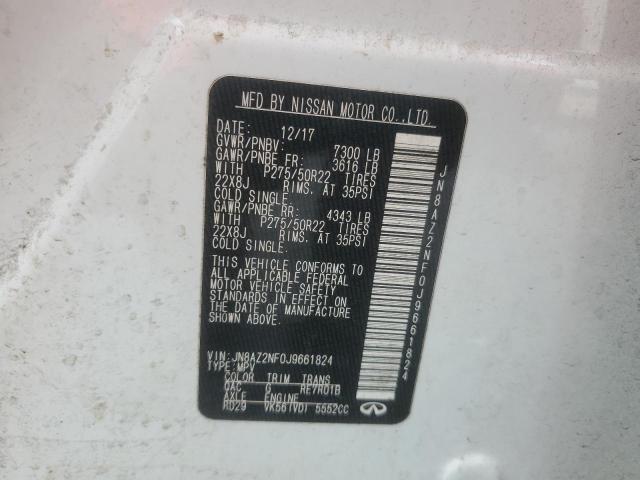 MFD BY NISSAN MOTOR CO.,LTD.
DATE: 12/17
GVWR/PNBV: 7300 LB
GAWR/PNBE FR: 3616 LB
WITH P275/50R22 TIRES
22X8J RIMS. AT 35PSI
COLD SINGLE.
GAWR/PNBE RR: 4343 LB
WITH P275/50R22 TIRES
22X8J RIMS. AT 35PSI
COLD SINGLE.
THIS VEHICLE CONFORMS TO
ALL APPLICABLE FEDERAL
MOTOR VEHICLE SAFETY
STANDARDS IN EFFECT ON
THE DATE OF MANUFACTURE
SHOWN ABOVE.
VIN: JN8AZ2NF0J9661824
TYPE: MPV
COLOR TRIM TRANS
QAC G RE7R01B
AXLE ENGINE
RD29 VK56(VD) 5552CC
JN8AZ2NF0J9661824